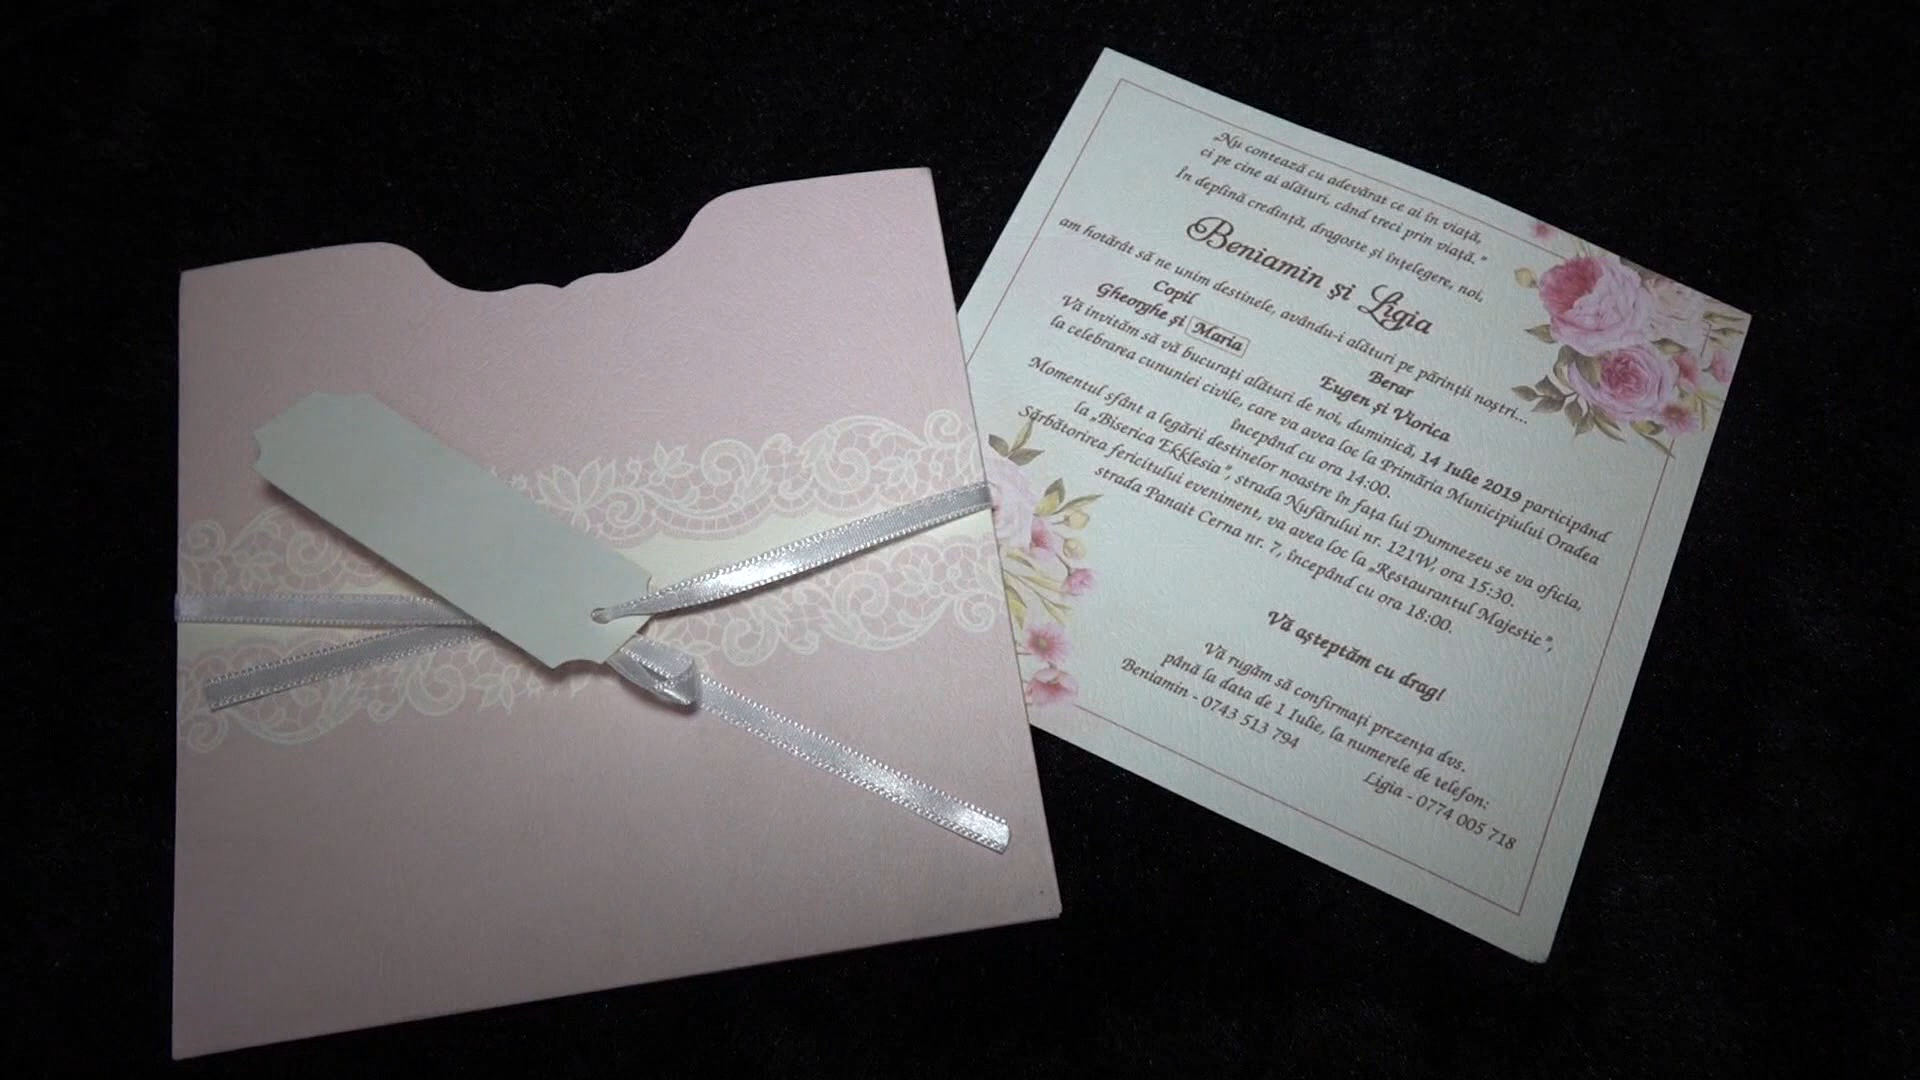 „Nu contează cu adevărat ce ai în viață,
ci pe cine ai alături, când treci prin viață.”
În deplină credință, dragoste și înțelegere, noi,
Beniamin și Ligia
am hotărât să ne unim destinele, avându-i alături pe părinții noștri...
Copil
Gheorghe și Maria
Berar
Eugen și Viorica
Vă invităm să vă bucurați alături de noi, duminică, 14 Iulie 2019 participând
la celebrarea cununiei civile, care va avea loc la Primăria Municipiului Oradea
începând cu ora 14:00.
Momentul sfânt a legării destinelor noastre în fața lui Dumnezeu se va oficia,
la „Biserica Ekklesia”, strada Nufărului nr. 121W, ora 15:30.
Sărbătorirea fericitului eveniment, va avea loc la „Restaurantul Majestic”,
strada Panait Cerna nr. 7, începând cu ora 18:00.
Vă așteptăm cu drag!
Vă rugăm să confirmați prezența dvs.
până la data de 1 Iulie, la numerele de telefon:
Beniamin - 0743 513 794
Ligia - 0774 005 718